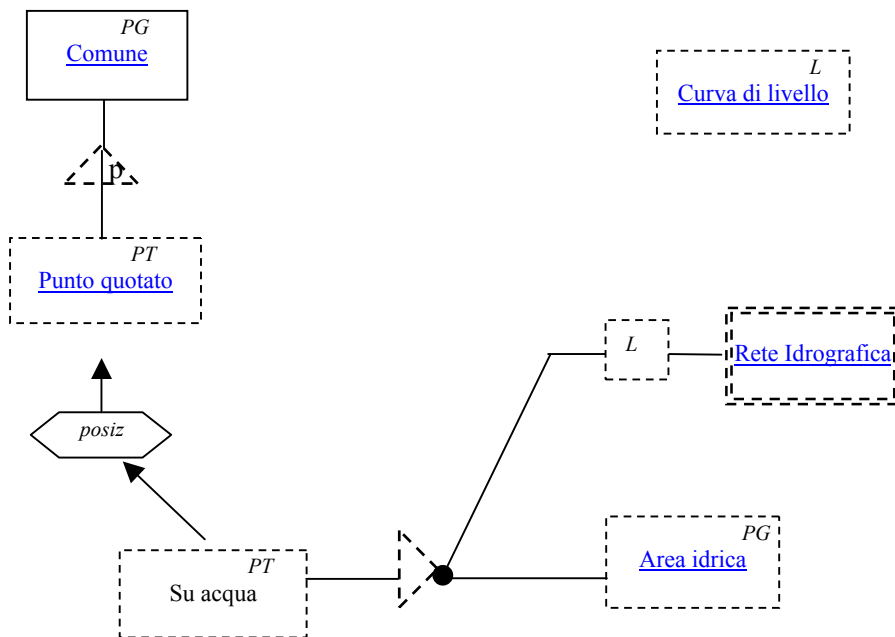 PG
Comune
L
Curva di livello
p
PT
Punto quotato
L
Rete Idrografica
posiz
PG
Area idrica
PT
Su acqua